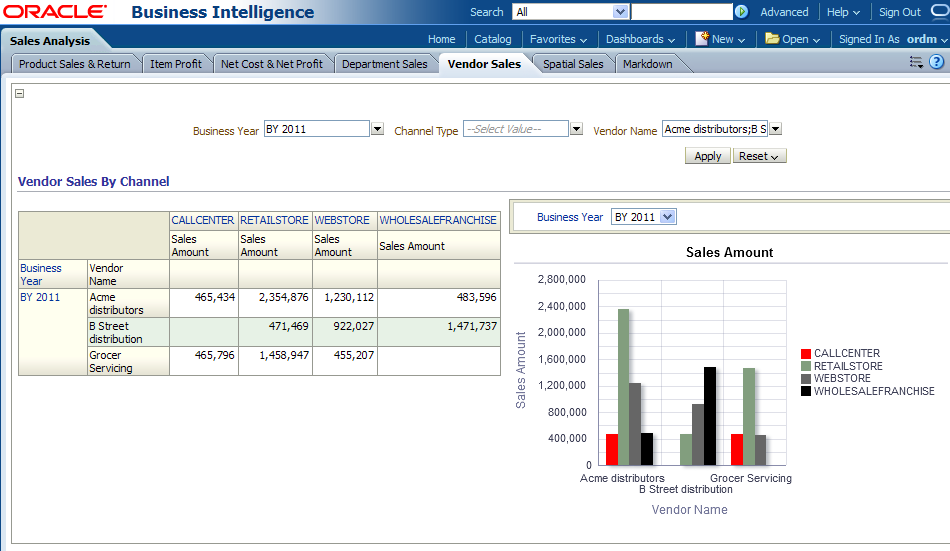 ORACLE Business Intelligence Search All Advanced Help Sign Out
Sales Analysis Home Catalog Favorites Dashboards New Open Signed In As ordm
Product Sales & Return Item Profit Net Cost & Net Profit Department Sales Vendor Sales Spatial Sales Markdown
Business Year BY 2011 Channel Type --Select Value-- Vendor Name Acme distributors;B S
Apply Reset
Vendor Sales By Channel
CALLCENTER RETAILSTORE WEBSTORE WHOLESALEFRANCHISE
Sales Amount Sales Amount Sales Amount Sales Amount
Business Year Vendor Name
BY 2011 Acme distributors 465,434 2,354,876 1,230,112 483,596
B Street distribution 471,469 922,027 1,471,737
Grocer Servicing 465,796 1,458,947 455,207
Business Year BY 2011
Sales Amount
2,800,000
2,400,000
2,000,000
1,600,000
1,200,000
800,000
400,000
0
Sales Amount
Acme distributors Grocer Servicing
B Street distribution
Vendor Name
CALLCENTER
RETAILSTORE
WEBSTORE
WHOLESALEFRANCHISE